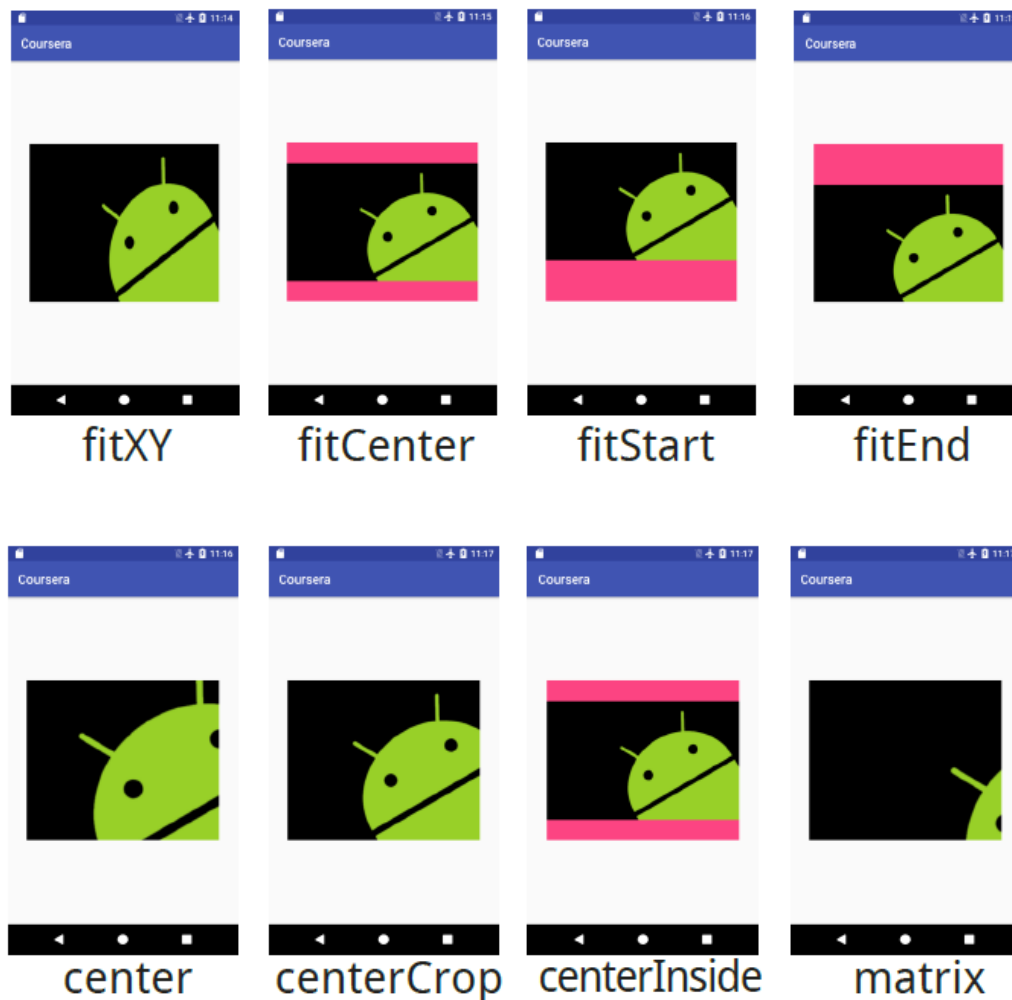 11:14
Coursera
11:15
Coursera
11:16
Coursera
Coursera
fitXY
fitCenter
fitStart
fitEnd
11:16
Coursera
11:17
Coursera
11:17
Coursera
Coursera
center
centerCrop
centerInside
matrix